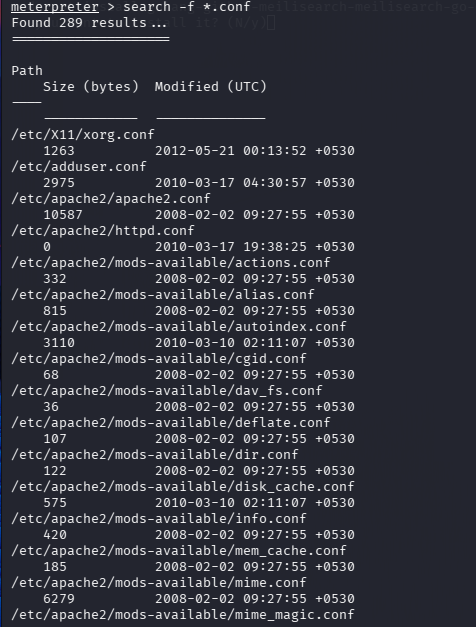 meterpreter > search -f *.conf
Found 289 results...
====================
Path
Size (bytes) Modified (UTC)
----
------------ --------------
/etc/X11/xorg.conf
1263 2012-05-21 00:13:52 +0530
/etc/adduser.conf
2975 2010-03-17 04:30:57 +0530
/etc/apache2/apache2.conf
10587 2008-02-02 09:27:55 +0530
/etc/apache2/httpd.conf
0 2010-03-17 19:38:25 +0530
/etc/apache2/mods-available/actions.conf
332 2008-02-02 09:27:55 +0530
/etc/apache2/mods-available/alias.conf
815 2008-02-02 09:27:55 +0530
/etc/apache2/mods-available/autoindex.conf
3110 2010-03-10 02:11:07 +0530
/etc/apache2/mods-available/cgid.conf
68 2008-02-02 09:27:55 +0530
/etc/apache2/mods-available/dav_fs.conf
36 2008-02-02 09:27:55 +0530
/etc/apache2/mods-available/deflate.conf
107 2008-02-02 09:27:55 +0530
/etc/apache2/mods-available/dir.conf
122 2008-02-02 09:27:55 +0530
/etc/apache2/mods-available/disk_cache.conf
575 2010-03-10 02:11:07 +0530
/etc/apache2/mods-available/info.conf
420 2008-02-02 09:27:55 +0530
/etc/apache2/mods-available/mem_cache.conf
185 2008-02-02 09:27:55 +0530
/etc/apache2/mods-available/mime.conf
6279 2008-02-02 09:27:55 +0530
/etc/apache2/mods-available/mime_magic.conf